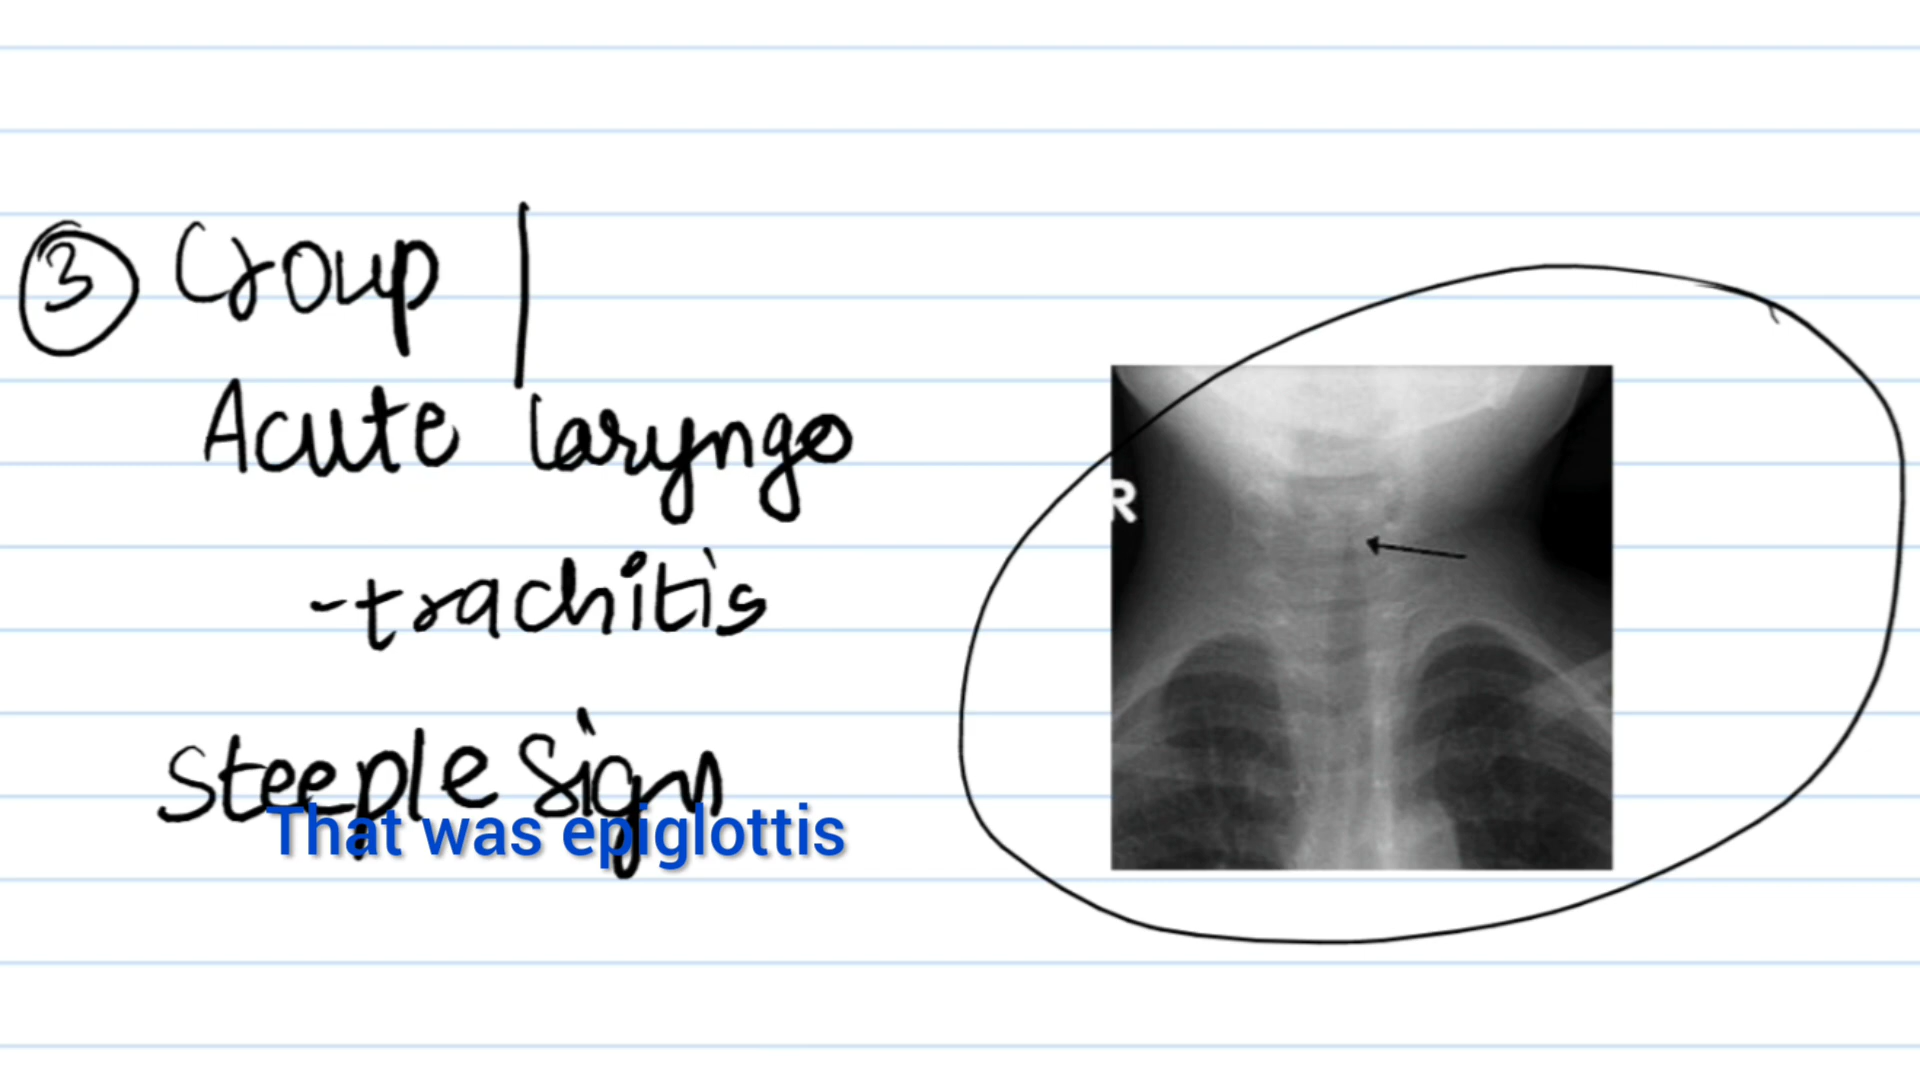 3 Croup
Acute laryngo
-trachitis
Steeple Sign
That was epiglottis
R